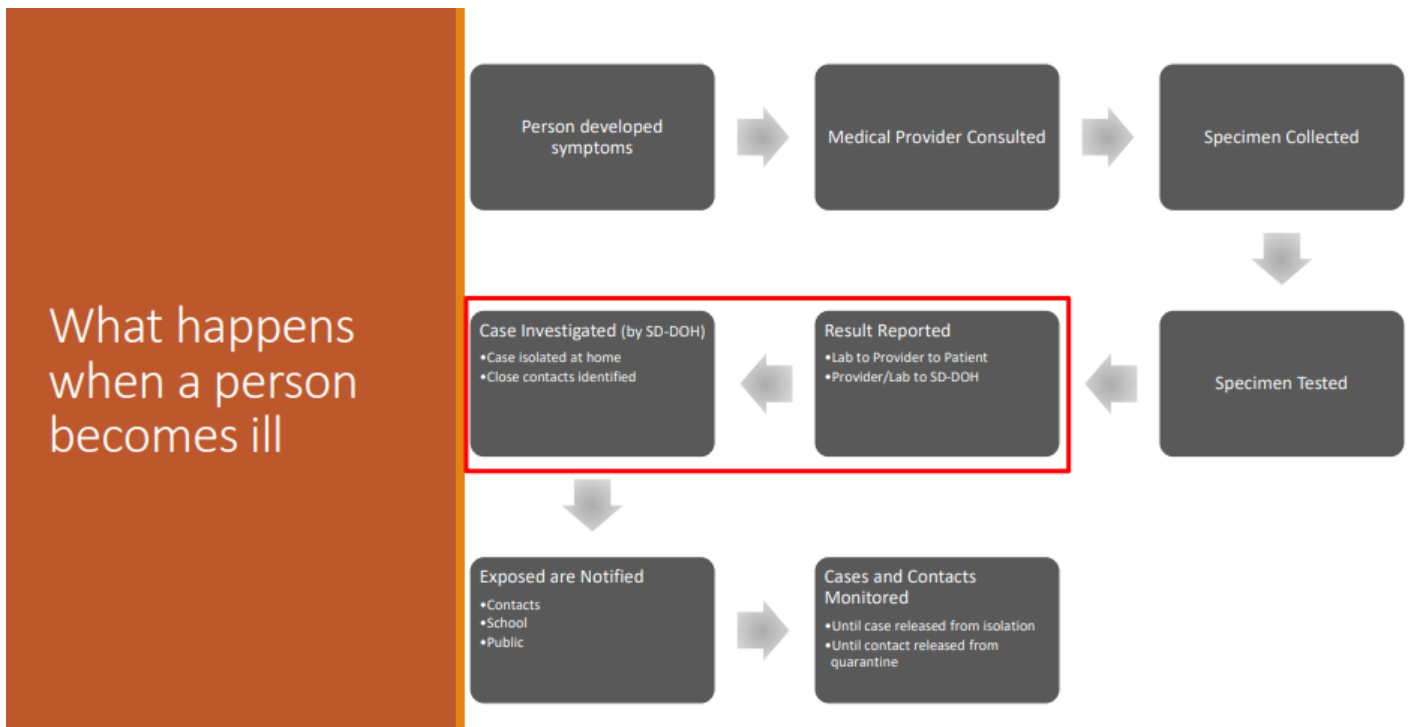 What happens
when a person
becomes ill
Person developed
symptoms
Medical Provider Consulted
Specimen Collected
Specimen Tested
Result Reported
•Lab to Provider to Patient
•Provider/Lab to SD-DOH
Case Investigated (by SD-DOH)
•Case isolated at home
•Close contacts identified
Exposed are Notified
•Contacts
•School
•Public
Cases and Contacts
Monitored
•Until case released from isolation
•Until contact released from
quarantine